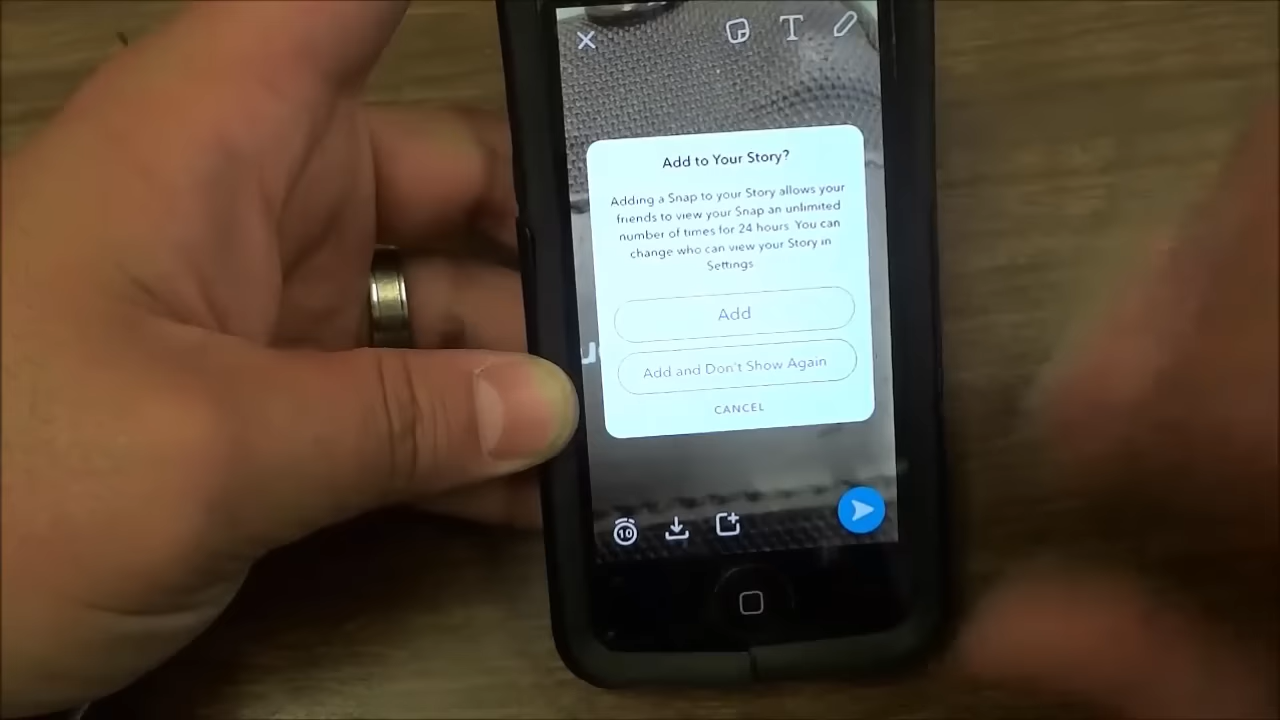 T
Add to Your Story?
Adding a Snap to your Story allows your
friends to view your Snap an unlimited
number of times for 24 hours. You can
change who can view your Story in
Settings
Add
Add and Don't Show Again
CANCEL
10